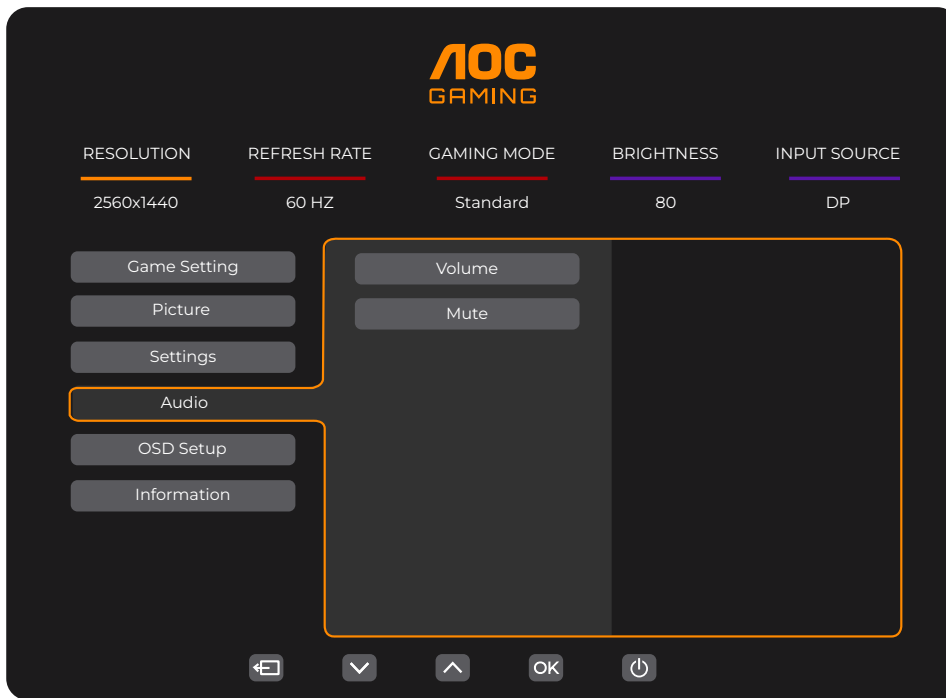 AOC
GAMING
RESOLUTION REFRESH RATE GAMING MODE BRIGHTNESS INPUT SOURCE
2560x1440 60 HZ Standard 80 DP
Game Setting
Volume
Picture
Mute
Settings
Audio
OSD Setup
Information
OK